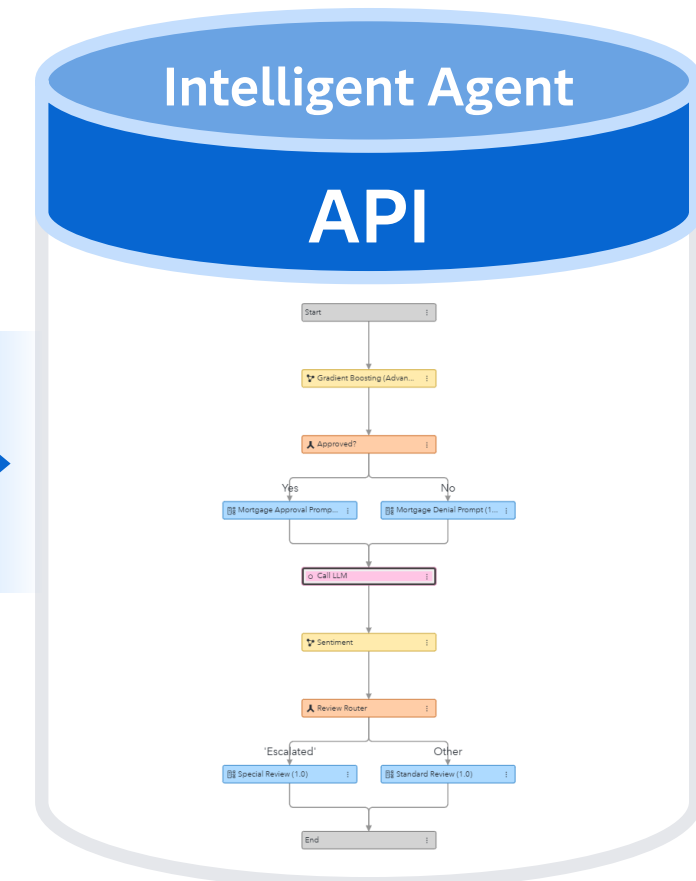 Intelligent Agent
API
Start
Gradient Boosting (Advan...
Approved?
Yes
No
Mortgage Approval Promp...
Mortgage Denial Prompt (1...
Call LLM
Sentiment
Review Router
'Escalated'
Other
Special Review (1.0)
Standard Review (1.0)
End